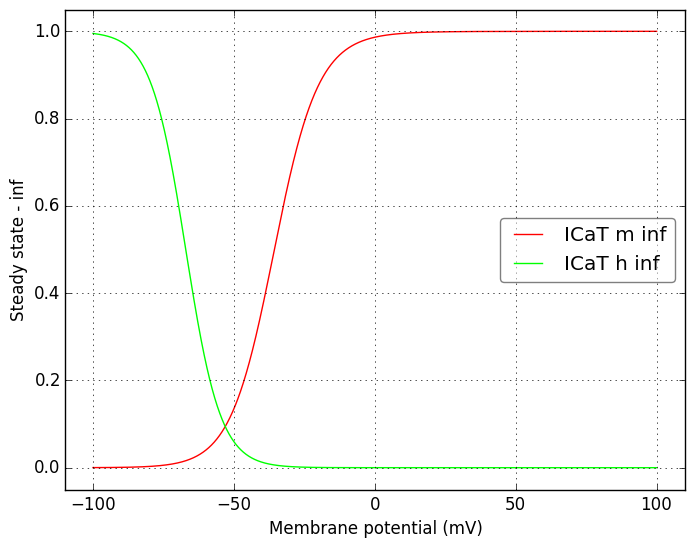 1.0
0.8
0.6
0.4
0.2
0.0
Steady state - inf
ICaT m inf
ICaT h inf
−100
−50
0
50
100
Membrane potential (mV)